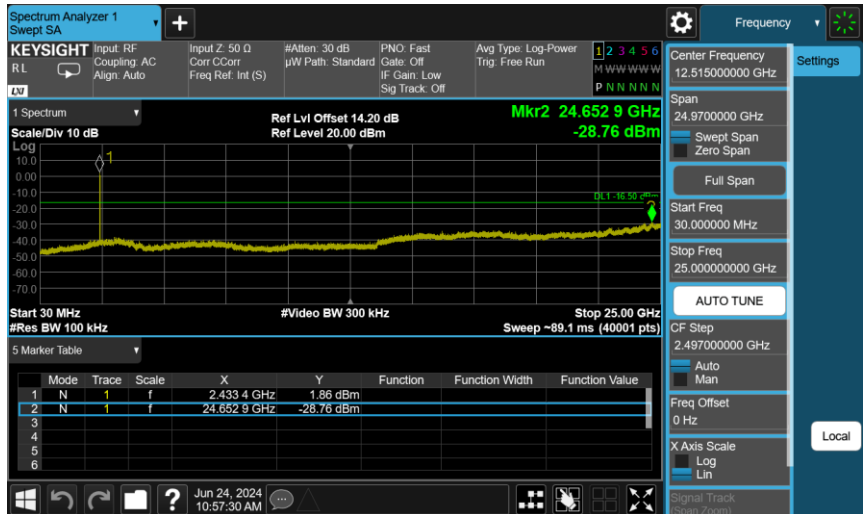 Spectrum Analyzer 1
Swept SA
+
Frequency
KEYSIGHT
RL
LXI
Input: RF
Coupling: AC
Align: Auto
Input Z: 50 Ω
Corr CCorr
Freq Ref: Int (S)
#Atten: 30 dB
µW Path: Standard
PNO: Fast
Gate: Off
IF Gain: Low
Sig Track: Off
Avg Type: Log-Power
Trig: Free Run
1 2 3 4 5 6
M W W W W W
P N N N N N
1 Spectrum
Scale/Div 10 dB
Ref Lvl Offset 14.20 dB
Ref Level 20.00 dBm
Mkr2 24.652 9 GHz
-28.76 dBm
Log
10.0
0.00
-10.0
-20.0
-30.0
-40.0
-50.0
-60.0
-70.0
1
DL1 -16.50 dBm
Start 30 MHz
#Res BW 100 kHz
#Video BW 300 kHz
Stop 25.00 GHz
Sweep ~89.1 ms (40001 pts)
5 Marker Table
Mode Trace Scale X Y Function Function Width Function Value
1 N 1 f 2.433 4 GHz 1.86 dBm
2 N 1 f 24.652 9 GHz -28.76 dBm
3
4
5
6
?
Jun 24, 2024
10:57:30 AM
Center Frequency
12.515000000 GHz
Span
24.9700000 GHz
Swept Span
Zero Span
Full Span
Start Freq
30.000000 MHz
Stop Freq
25.000000000 GHz
AUTO TUNE
CF Step
2.497000000 GHz
Auto
Man
Freq Offset
0 Hz
X Axis Scale
Log
Lin
Signal Track
(Span Zoom)
Settings
Local